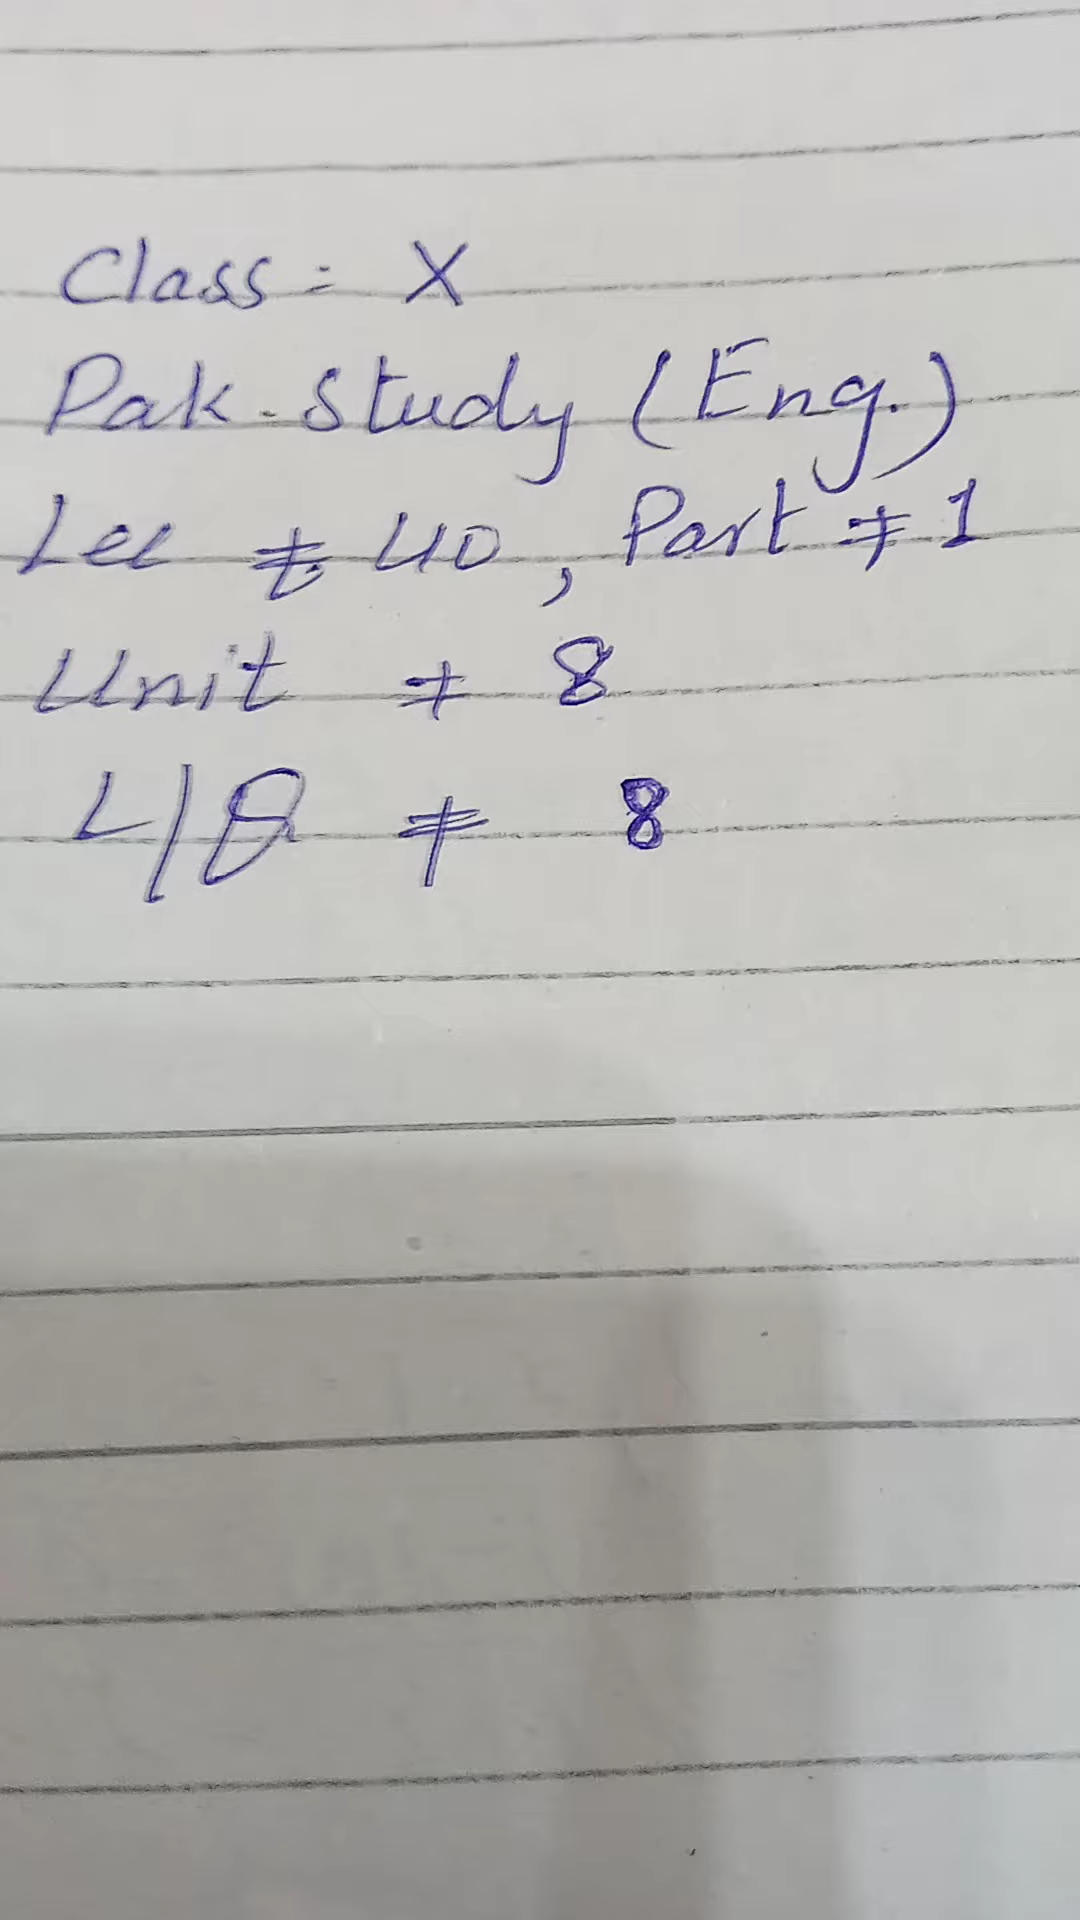 Class: X
Pak-Study (Eng.)
Lec # 40, Part # 1
Unit # 8
L/Q # 8